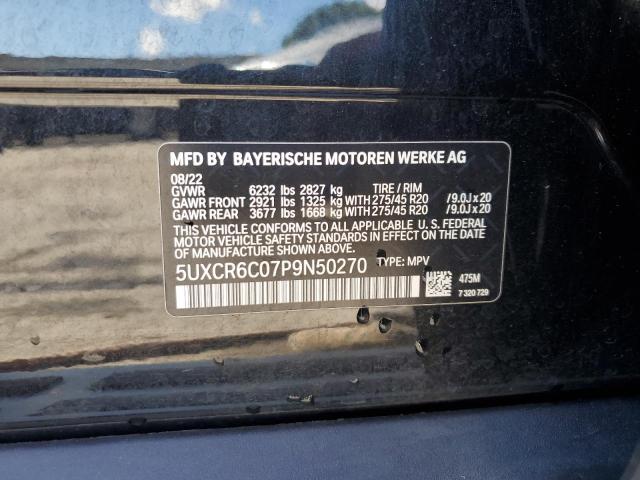 MFD BY BAYERISCHE MOTOREN WERKE AG
08/22
GVWR 6232 lbs 2827 kg TIRE / RIM
GAWR FRONT 2921 lbs 1325 kg WITH 275/45 R20 /9.0J x 20
GAWR REAR 3677 lbs 1668 kg WITH 275/45 R20 /9.0J x 20
THIS VEHICLE CONFORMS TO ALL APPLICABLE U.S. FEDERAL
MOTOR VEHICLE SAFETY STANDARDS IN EFFECT
ON THE DATE OF MANUFACTURE SHOWN ABOVE.
5UXCR6C07P9N50270 TYPE: MPV
475M
7 320 729